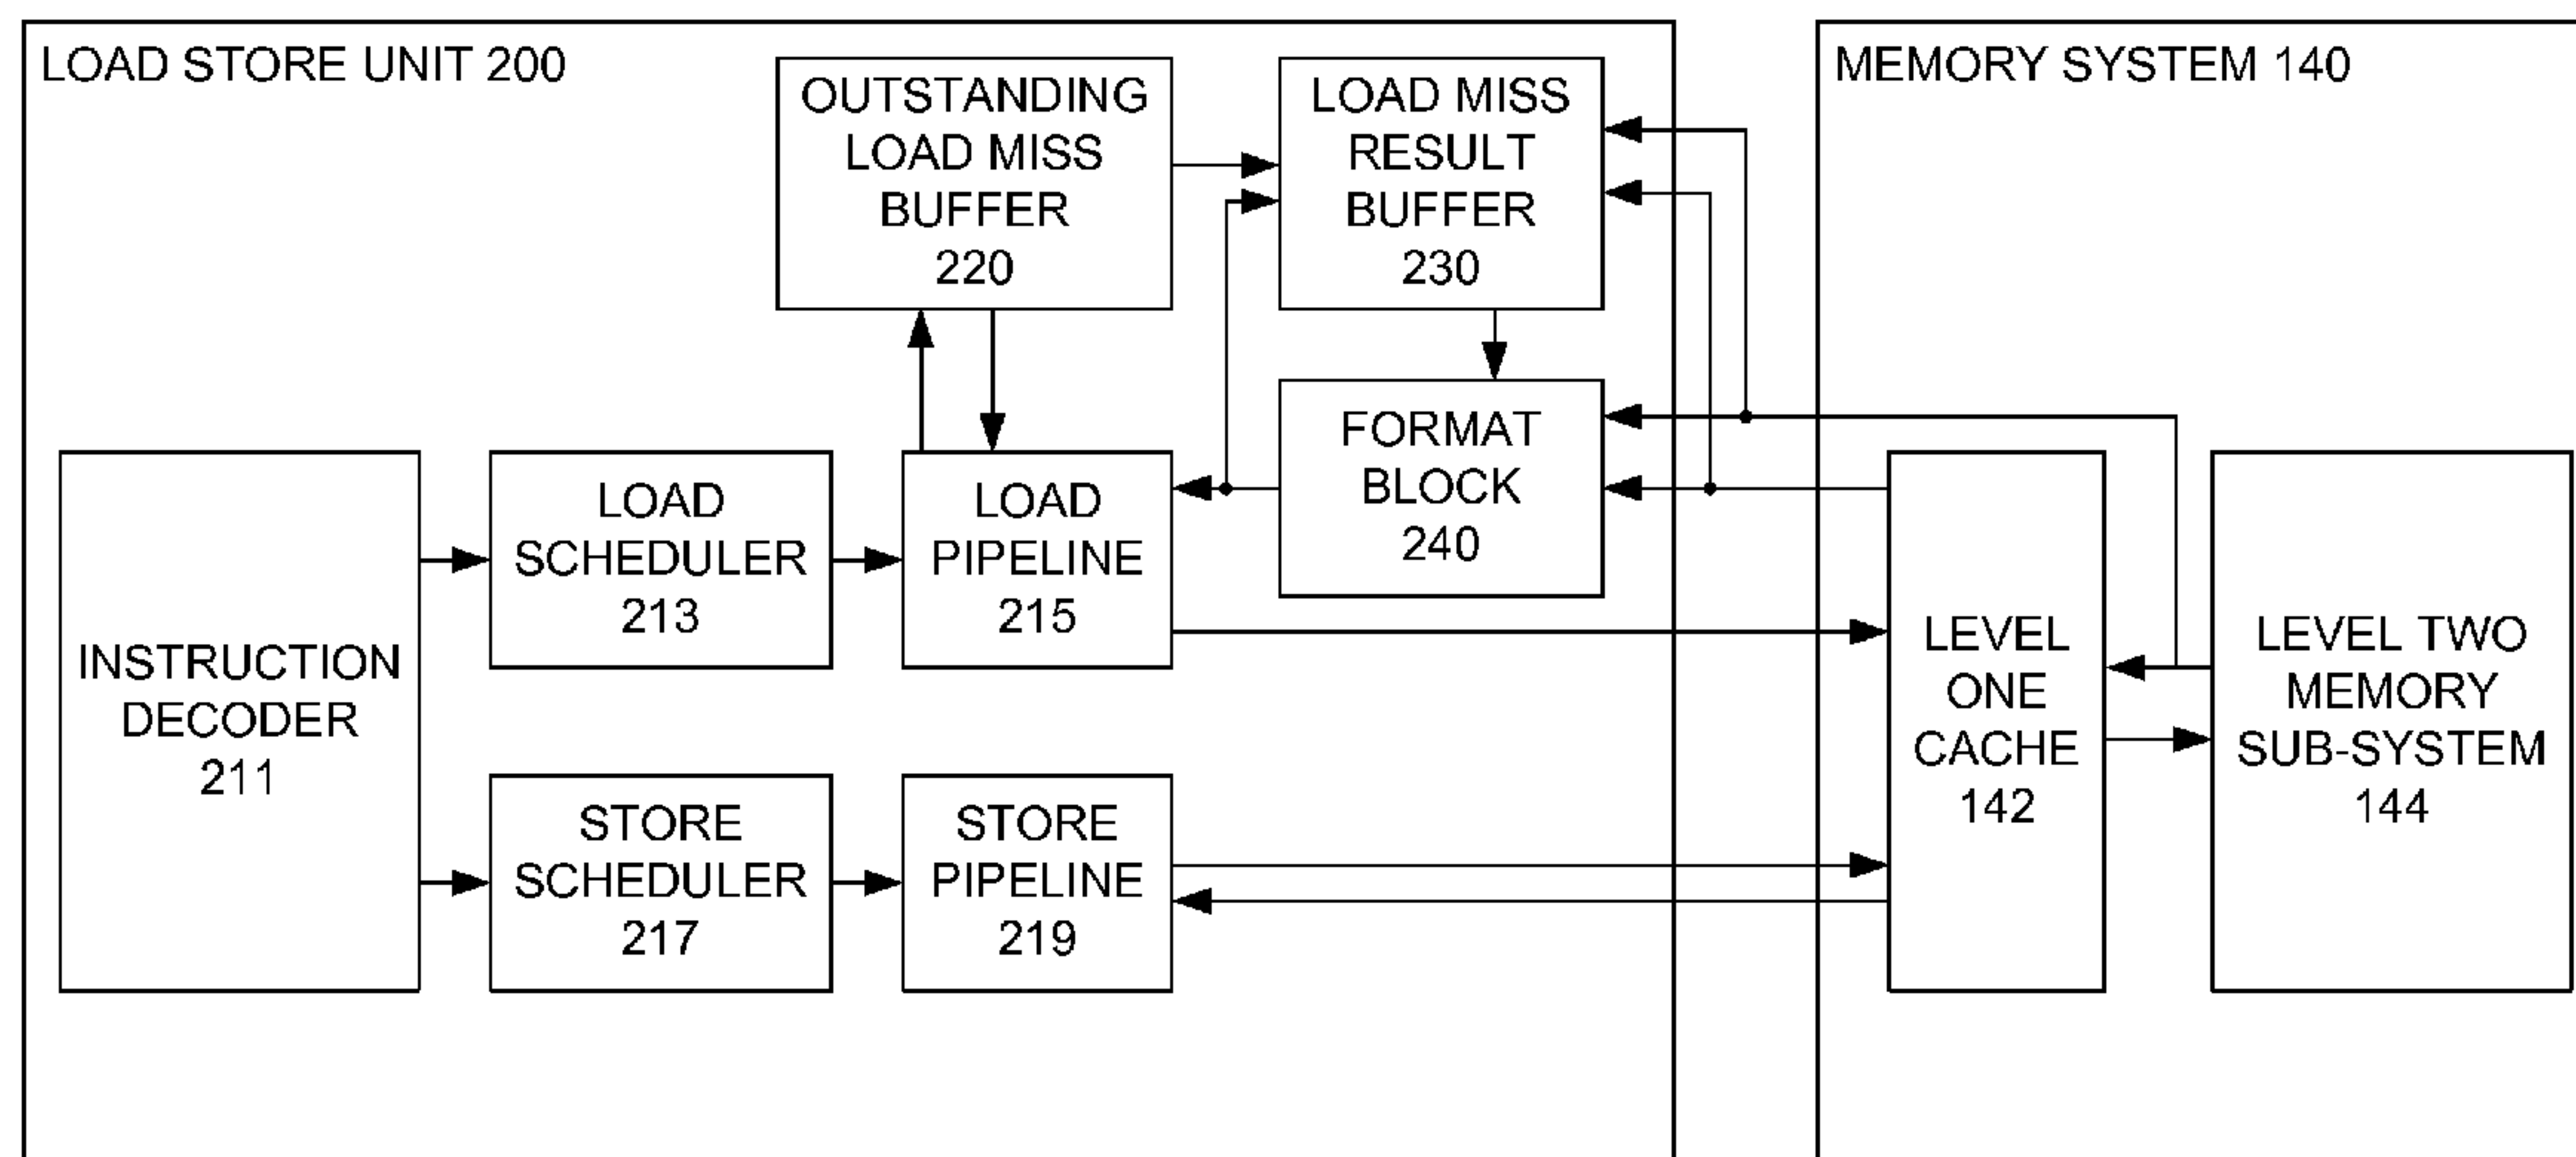 LOAD STORE UNIT 200
OUTSTANDING
LOAD MISS
BUFFER
220
LOAD MISS
RESULT
BUFFER
230
MEMORY SYSTEM 140
FORMAT
BLOCK
240
INSTRUCTION
DECODER
211
LOAD
SCHEDULER
213
LOAD
PIPELINE
215
STORE
SCHEDULER
217
STORE
PIPELINE
219
LEVEL
ONE
CACHE
142
LEVEL TWO
MEMORY
SUB-SYSTEM
144